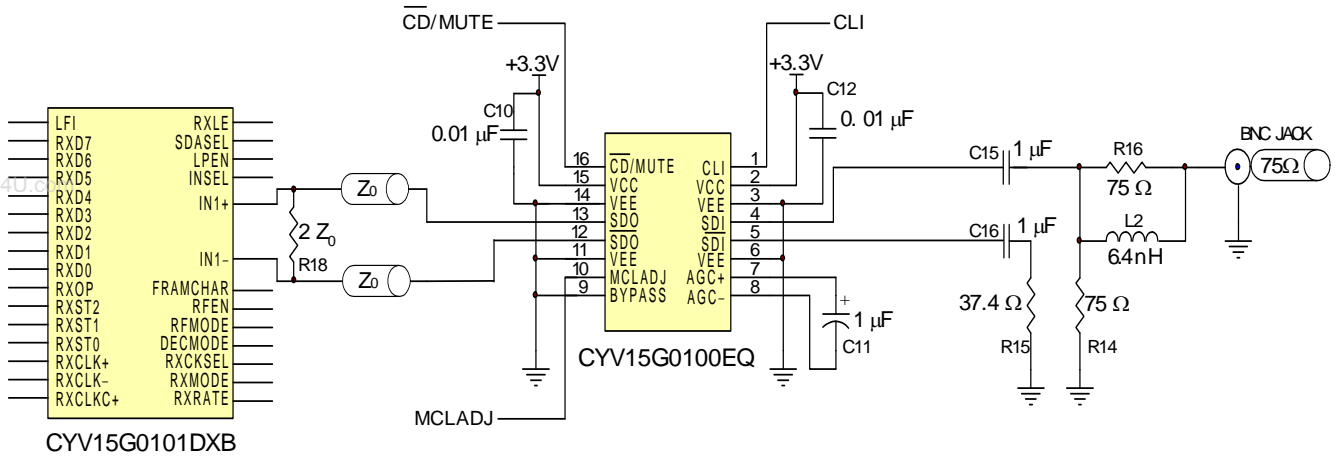 CD/MUTE
CLI
+3.3V
+3.3V
C10
0.01 µF
C12
0. 01 µF
4U.com
LFI
RXD7
RXD6
RXD5
RXD4
RXD3
RXD2
RXD1
RXD0
RXOP
RXST2
RXST1
RXST0
RXCLK+
RXCLK−
RXCLKC+
RXLE
SDASEL
LPEN
INSEL
IN1+
IN1−
FRAMCHAR
RFEN
RFMODE
DECMODE
RXCKSEL
RXMODE
RXRATE
CYV15G0101DXB
Z0
2 Z0
R18
Z0
16
15
14
13
12
11
10
9
CD/MUTE
VCC
VEE
SDO
SDO
VEE
MCLADJ
BYPASS
CLI
VCC
VEE
SDI
SDI
VEE
AGC+
AGC−
1
2
3
4
5
6
7
8
CYV15G0100EQ
MCLADJ
+
1 µF
C11
C15
1 µF
C16
1 µF
R16
75 Ω
L2
6.4nH
37.4 Ω
R15
75 Ω
R14
BNC JACK
75Ω